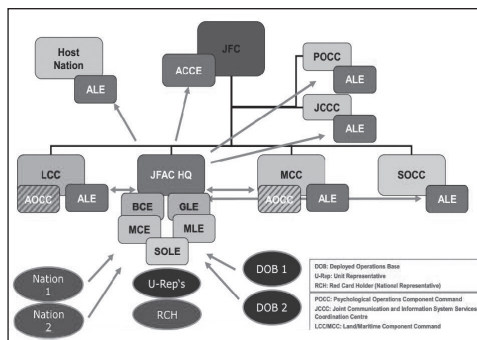 JFC
ACCE
Host
Nation
ALE
POCC
ALE
JCCC
ALE
LCC
AOCC
ALE
JFAC HQ
BCE
GLE
MCE
MLE
SOLE
MCC
AOCC
ALE
SOCC
ALE
Nation
1
Nation
2
U-Rep's
RCH
DOB 1
DOB 2
DOB: Deployed Operations Base
U-Rep: Unit Representative
RCH: Red Card Holder (National Representative)
POCC: Psychological Operations Component Command
JCCC: Joint Communication and Information System Services
Coordination Centre
LCC/MCC: Land/Maritime Component Command